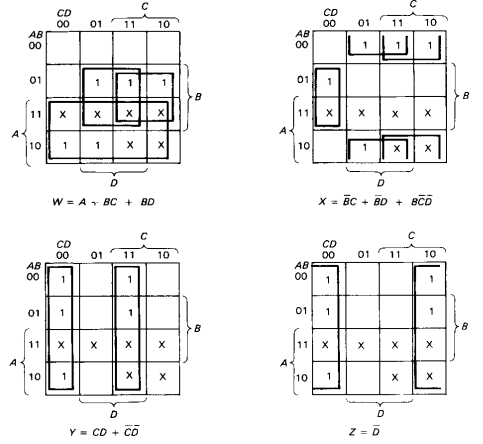 C
CD
00 01 11 10
AB
00
01 1 1 1
B
A
11 X X X X
10 1 1 X X
D
W = A ~ BC + BD
C
CD
00 01 11 10
AB
00 1 1 1
01 1
B
A
11 X X X X
10 1 X X
D
X = B̄C + B̄D + BC̄D̄
C
CD
00 01 11 10
AB
00 1 1
01 1 1
B
A
11 X X X X
10 1 X X
D
Y = CD + C̄D̄
C
CD
00 01 11 10
AB
00 1 1
01 1 1
B
A
11 X X X X
10 1 X X
D
Z = D̄